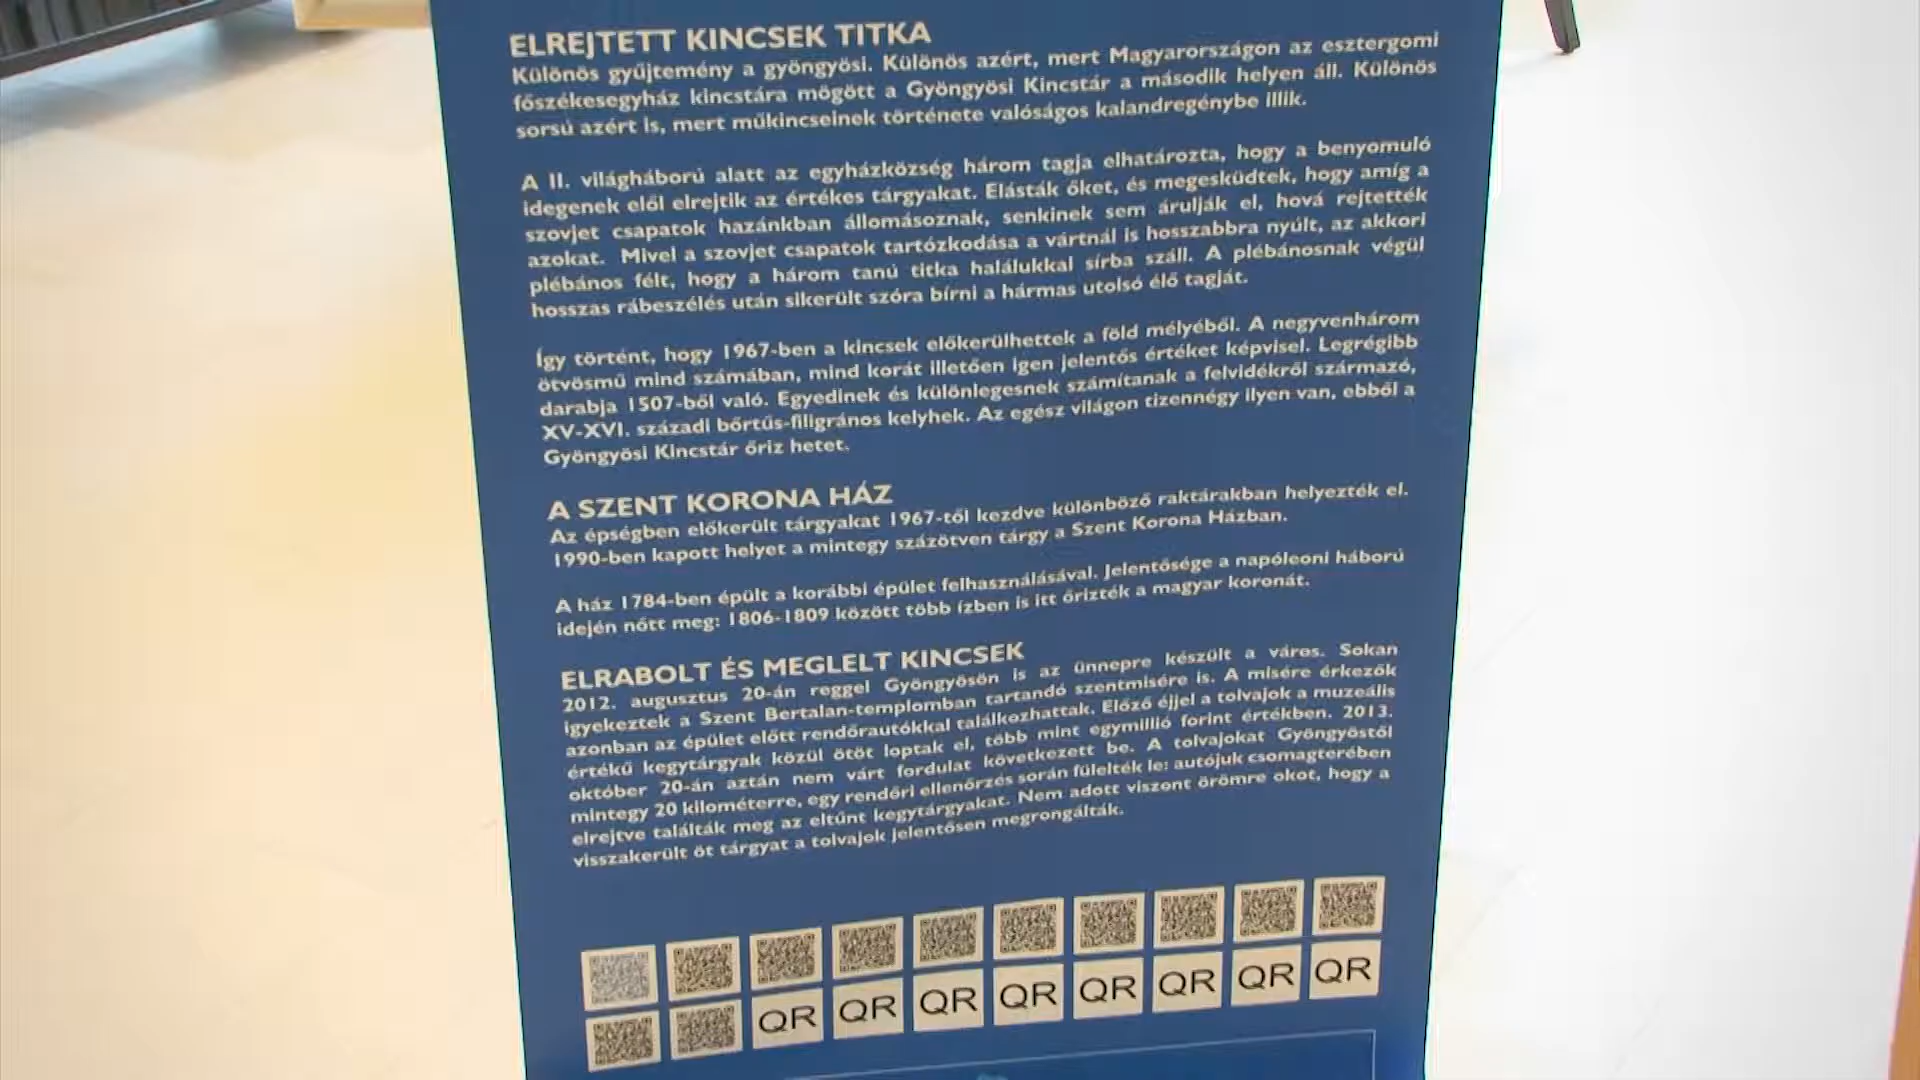 ELREJTETT KINCSEK TITKA
Különös gyűjtemény a gyöngyösi. Különös azért, mert Magyarországon az esztergomi
főszékesegyház kincstára mögött a Gyöngyösi Kincstár a második helyen áll. Különös
sorsú azért is, mert műkincseinek története valóságos kalandregénybe illik.
A II. világháború alatt az egyházközség három tagja elhatározta, hogy a benyomuló
idegenek elől elrejtik az értékes tárgyakat. Elásták őket, és megesküdtek, hogy amíg a
szovjet csapatok hazánkban állomásoznak, senkinek sem árulják el, hová rejtették
azokat. Mivel a szovjet csapatok tartózkodása a vártnál is hosszabbra nyúlt, az akkori
plébános félt, hogy a három tanú titka halálukkal sírba száll. A plébánosnak végül
hosszas rábeszélés után sikerült szóra bírni a hármas utolsó élő tagját.
Így történt, hogy 1967-ben a kincsek előkerülhettek a föld mélyéből. A negyvenhárom
ötvösmű mind számában, mind korát illetően igen jelentős értéket képvisel. Legrégibb
darabja 1507-ből való. Egyedinek és különlegesnek számítanak a felvidékről származó,
XV-XVI. századi bőrtűs-filigrános kelyhek. Az egész világon tizennégy ilyen van, ebből a
Gyöngyösi Kincstár őriz hetet.
A SZENT KORONA HÁZ
Az épségben előkerült tárgyakat 1967-től kezdve különböző raktárakban helyezték el.
1990-ben kapott helyet a mintegy százötven tárgy a Szent Korona Házban.
A ház 1784-ben épült a korábbi épület felhasználásával. Jelentősége a napóleoni háború
idején nőtt meg: 1806-1809 között több ízben is itt őrizték a magyar koronát.
ELRABOLT ÉS MEGLELT KINCSEK
2012. augusztus 20-án reggel Gyöngyösön is az ünnepre készült a város. Sokan
igyekeztek a Szent Bertalan-templomban tartandó szentmisére is. A misére érkezők
azonban az épület előtt rendőrautókkal találkozhattak. Előző éjjel a tolvajok a muzeális
értékű kegytárgyak közül ötöt loptak el, több mint egymillió forint értékben. 2013.
október 20-án aztán nem várt fordulat következett be. A tolvajokat Gyöngyöstől
mintegy 20 kilométerre, egy rendőri ellenőrzés során fülelték le: autójuk csomagterében
elrejtve találták meg az eltűnt kegytárgyakat. Nem adott viszont örömre okot, hogy a
visszakerült öt tárgyat a tolvajok jelentősen megrongálták.
QR QR QR QR QR QR QR QR